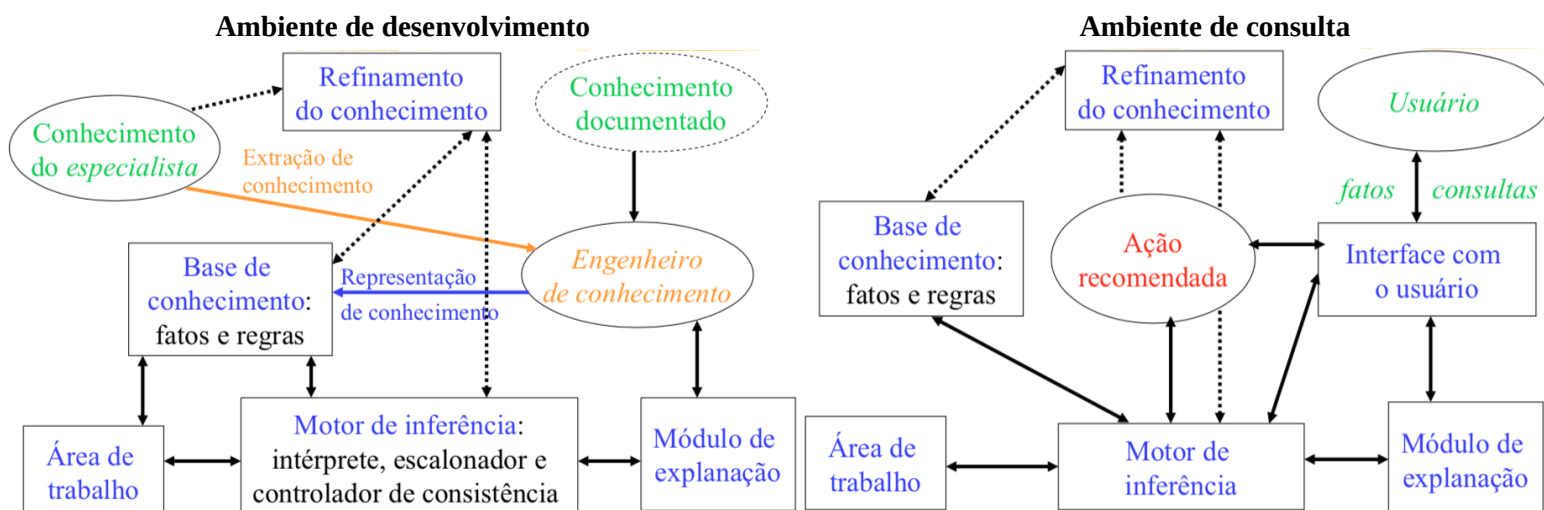 Ambiente de desenvolvimento
Refinamento
do conhecimento
Conhecimento
documentado
Conhecimento
do especialista
Extração de
conhecimento
Base de
conhecimento:
fatos e regras
Representação
de conhecimento
Engenheiro
de conhecimento
Área de
trabalho
Motor de inferência:
intérprete, escalonador e
controlador de consistência
Módulo de
explanação
Ambiente de consulta
Refinamento
do conhecimento
Usuário
fatos consultas
Base de
conhecimento:
fatos e regras
Ação
recomendada
Interface com
o usuário
Área de
trabalho
Motor de
inferência
Módulo de
explanação